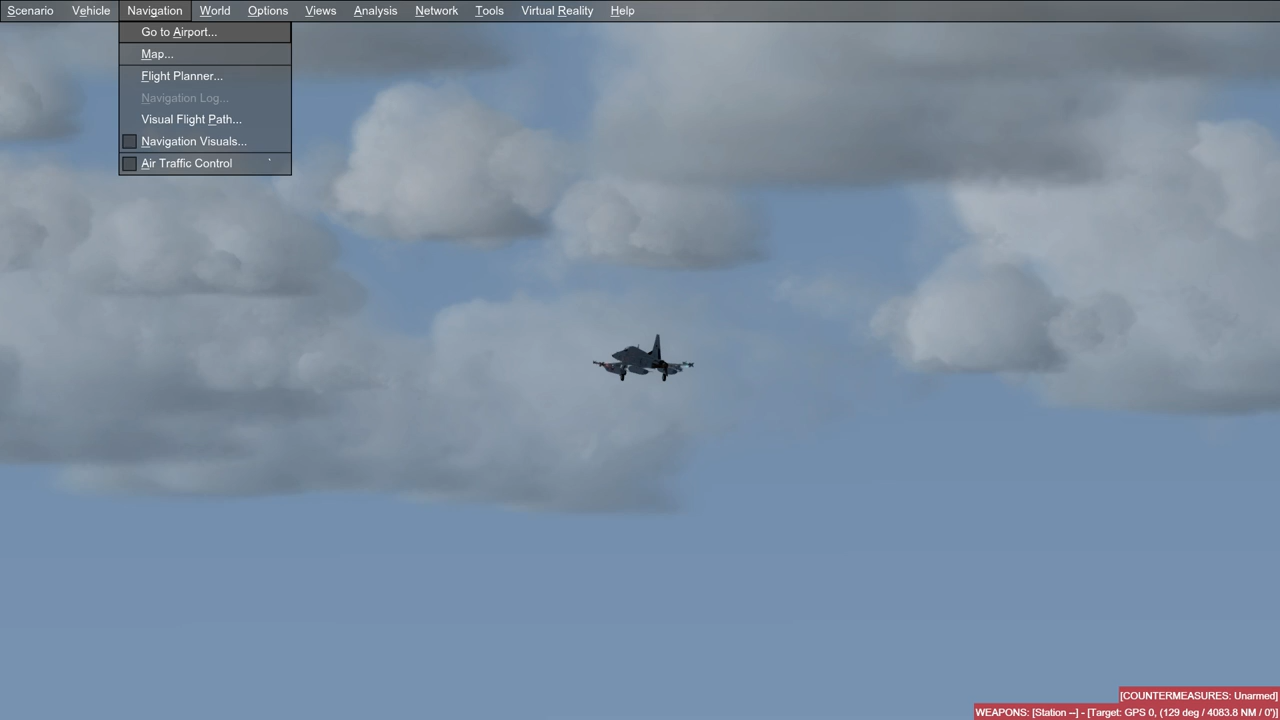 Scenario Vehicle Navigation World Options Views Analysis Network Tools Virtual Reality Help
Go to Airport...
Map...
Flight Planner...
Navigation Log...
Visual Flight Path...
Navigation Visuals...
Air Traffic Control
[COUNTERMEASURES: Unarmed]
WEAPONS: [Station --] - [Target: GPS 0, (129 deg / 4083.8 NM / 0')]